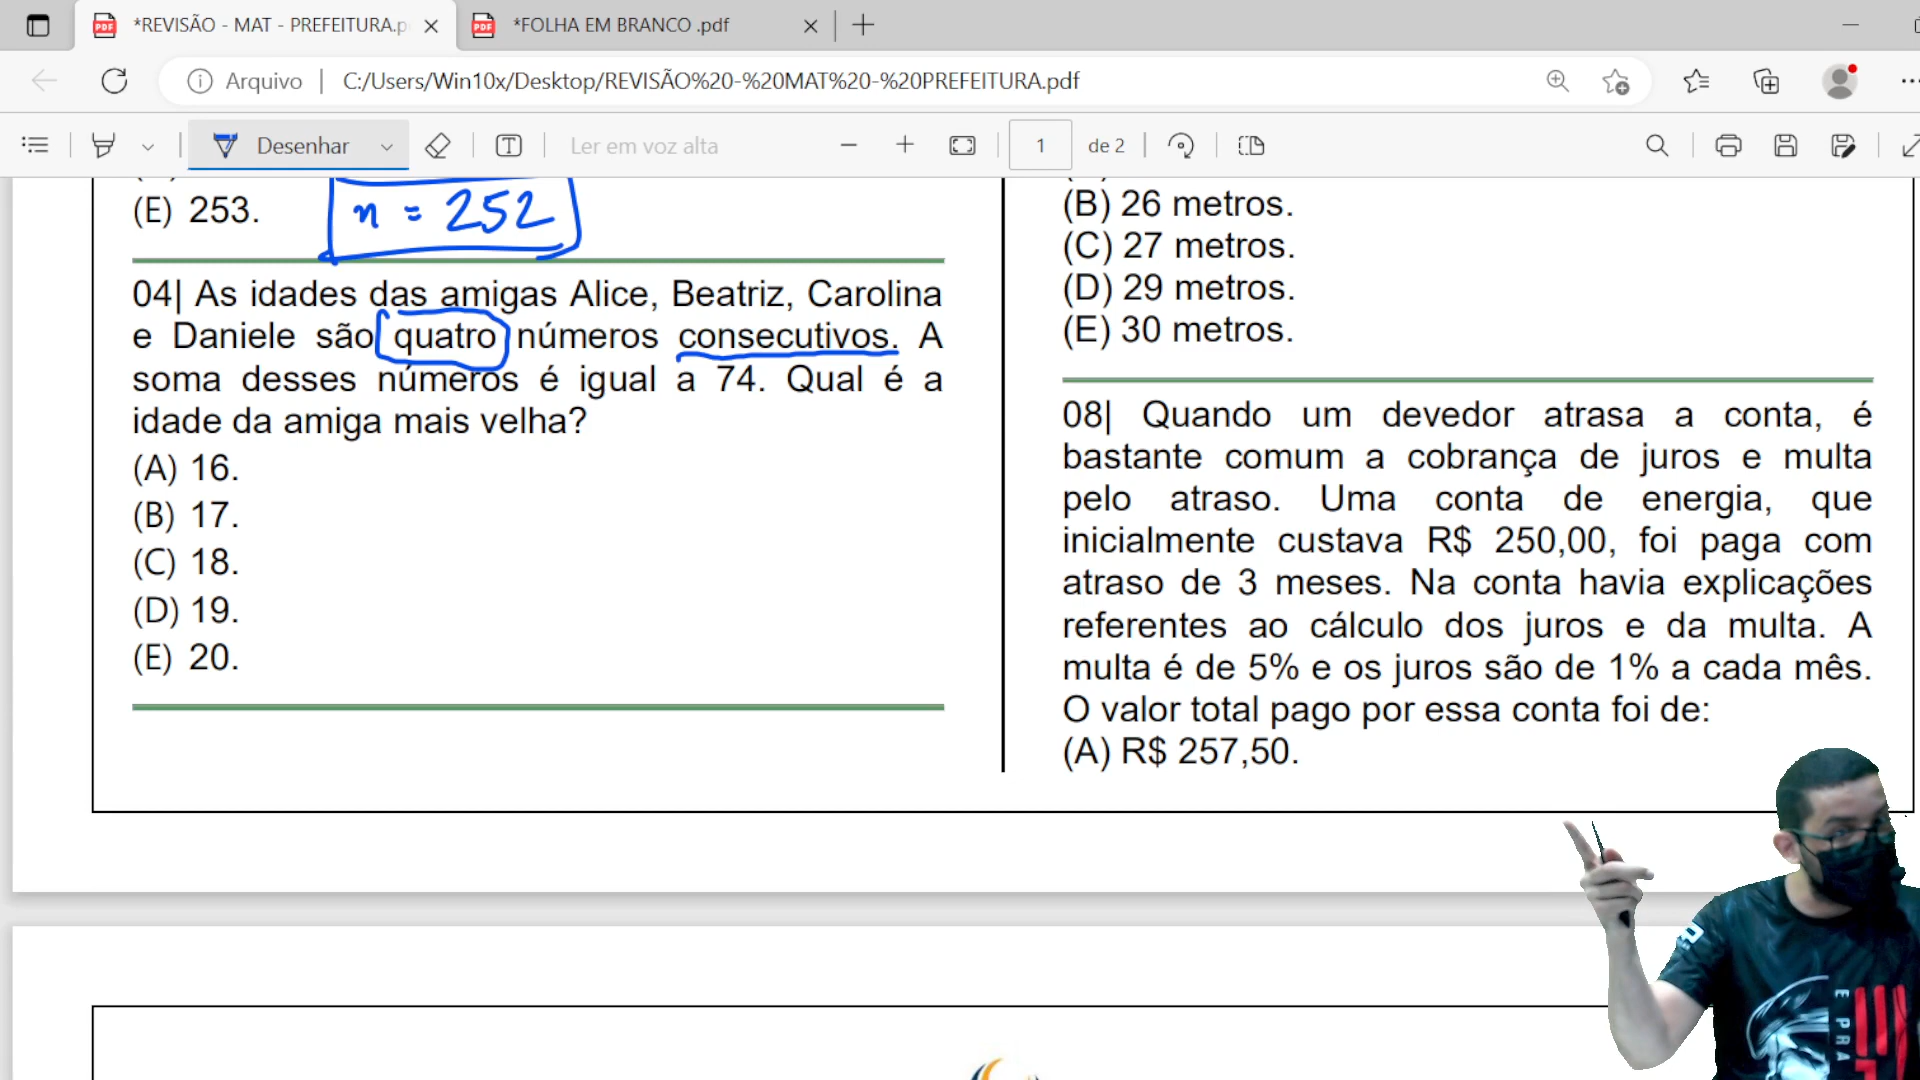 *REVISÃO - MAT - PREFEITURA.p
*FOLHA EM BRANCO .pdf
Arquivo
C:/Users/Win10x/Desktop/REVISÃO%20-%20MAT%20-%20PREFEITURA.pdf
Desenhar
Ler em voz alta
1
de 2
(E) 253.
n = 252
04| As idades das amigas Alice, Beatriz, Carolina
e Daniele são quatro números consecutivos. A
soma desses números é igual a 74. Qual é a
idade da amiga mais velha?
(A) 16.
(B) 17.
(C) 18.
(D) 19.
(E) 20.
(B) 26 metros.
(C) 27 metros.
(D) 29 metros.
(E) 30 metros.
08| Quando um devedor atrasa a conta, é
bastante comum a cobrança de juros e multa
pelo atraso. Uma conta de energia, que
inicialmente custava R$ 250,00, foi paga com
atraso de 3 meses. Na conta havia explicações
referentes ao cálculo dos juros e da multa. A
multa é de 5% e os juros são de 1% a cada mês.
O valor total pago por essa conta foi de:
(A) R$ 257,50.
E PRA